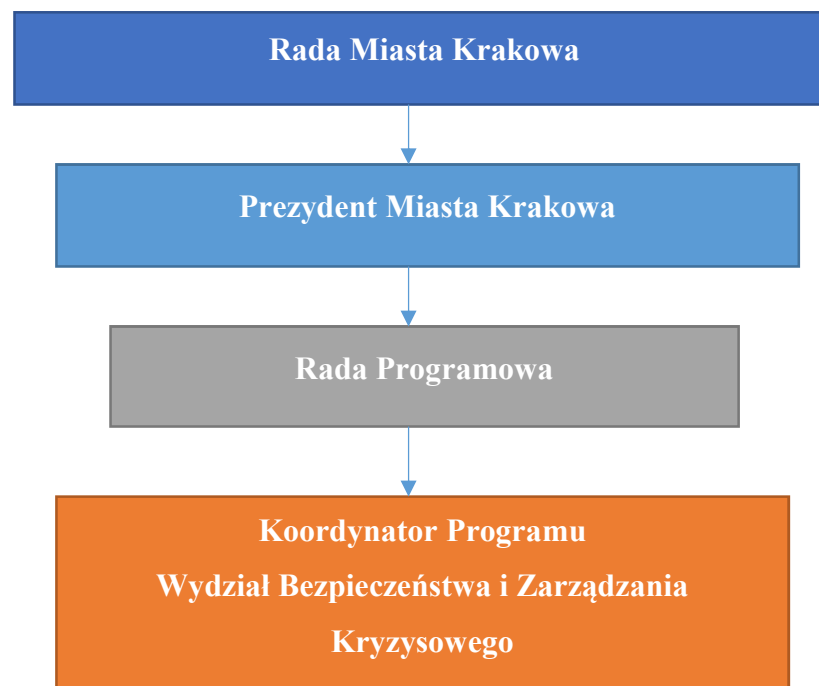 Rada Miasta Krakowa
Prezydent Miasta Krakowa
Rada Programowa
Koordynator Programu
Wydział Bezpieczeństwa i Zarządzania
Kryzysowego